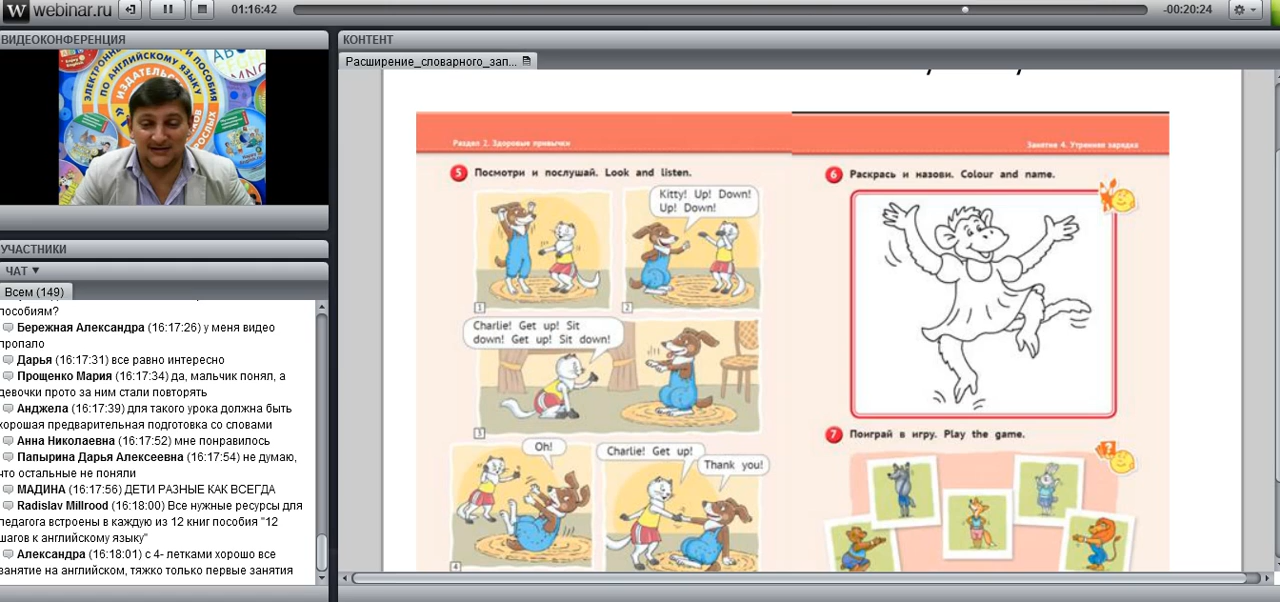 W webinar.ru
01:16:42
-00:20:24
ВИДЕОКОНФЕРЕНЦИЯ
КОНТЕНТ
Расширение_словарного_зап...
ПО АНГЛИЙСКОМУ ЯЗЫКУ
УЧАСТНИКИ
ЧАТ
Всем (149)
пособиям?
Бережная Александра (16:17:26) у меня видео
пропало
Дарья (16:17:31) все равно интересно
Прощенко Мария (16:17:34) да, мальчик понял, а
девочки прото за ним стали повторять
Анджела (16:17:39) для такого урока должна быть
хорошая предварительная подготовка со словами
Анна Николаевна (16:17:52) мне понравилось
Папырина Дарья Алексеевна (16:17:54) не думаю,
что остальные не поняли
МАДИНА (16:17:56) ДЕТИ РАЗНЫЕ КАК ВСЕГДА
Radislav Millrood (16:18:00) Все нужные ресурсы для
педагога встроены в каждую из 12 книг пособия "12
шагов к английскому языку"
Александра (16:18:01) с 4- летками хорошо все
занятие на английском, тяжко только первые занятия
Раздел 2. Здоровые привычки
5 Посмотри и послушай. Look and listen.
1
Kitty! Up! Down!
Up! Down!
2
Charlie! Get up! Sit
down! Get up! Sit down!
3
Oh!
4
Charlie! Get up!
Thank you!
Занятие 4. Утренняя зарядка
6 Раскрась и назови. Colour and name.
7 Поиграй в игру. Play the game.